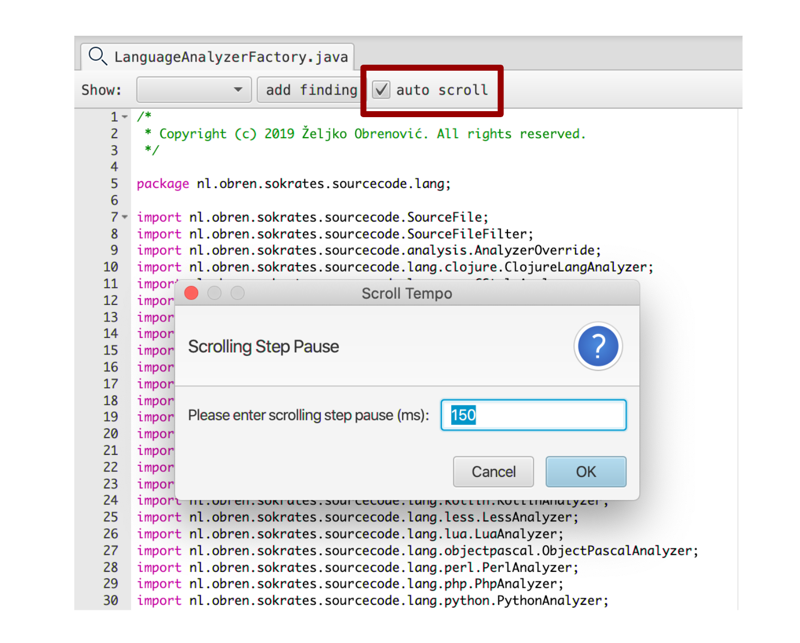 LanguageAnalyzerFactory.java
Show: add finding auto scroll
1 /*
2 * Copyright (c) 2019 Željko Obrenović. All rights reserved.
3 */
4
5 package nl.obren.sokrates.sourcecode.lang;
6
7 import nl.obren.sokrates.sourcecode.SourceFile;
8 import nl.obren.sokrates.sourcecode.SourceFileFilter;
9 import nl.obren.sokrates.sourcecode.analysis.AnalyzerOverride;
10 import nl.obren.sokrates.sourcecode.lang.clojure.ClojureLangAnalyzer;
11 impor
12 impor
13 impor
14 impor
15 impor
16 impor
17 impor
18 impor
19 impor
20 impor
21 impor
22 impor
23 impor
Scroll Tempo
Scrolling Step Pause
?
Please enter scrolling step pause (ms): 150
Cancel OK
24 import nl.obren.sokrates.sourcecode.lang.kotlin.KotlinAnalyzer;
25 import nl.obren.sokrates.sourcecode.lang.less.LessAnalyzer;
26 import nl.obren.sokrates.sourcecode.lang.lua.LuaAnalyzer;
27 import nl.obren.sokrates.sourcecode.lang.objectpascal.ObjectPascalAnalyzer;
28 import nl.obren.sokrates.sourcecode.lang.perl.PerlAnalyzer;
29 import nl.obren.sokrates.sourcecode.lang.php.PhpAnalyzer;
30 import nl.obren.sokrates.sourcecode.lang.python.PythonAnalyzer;